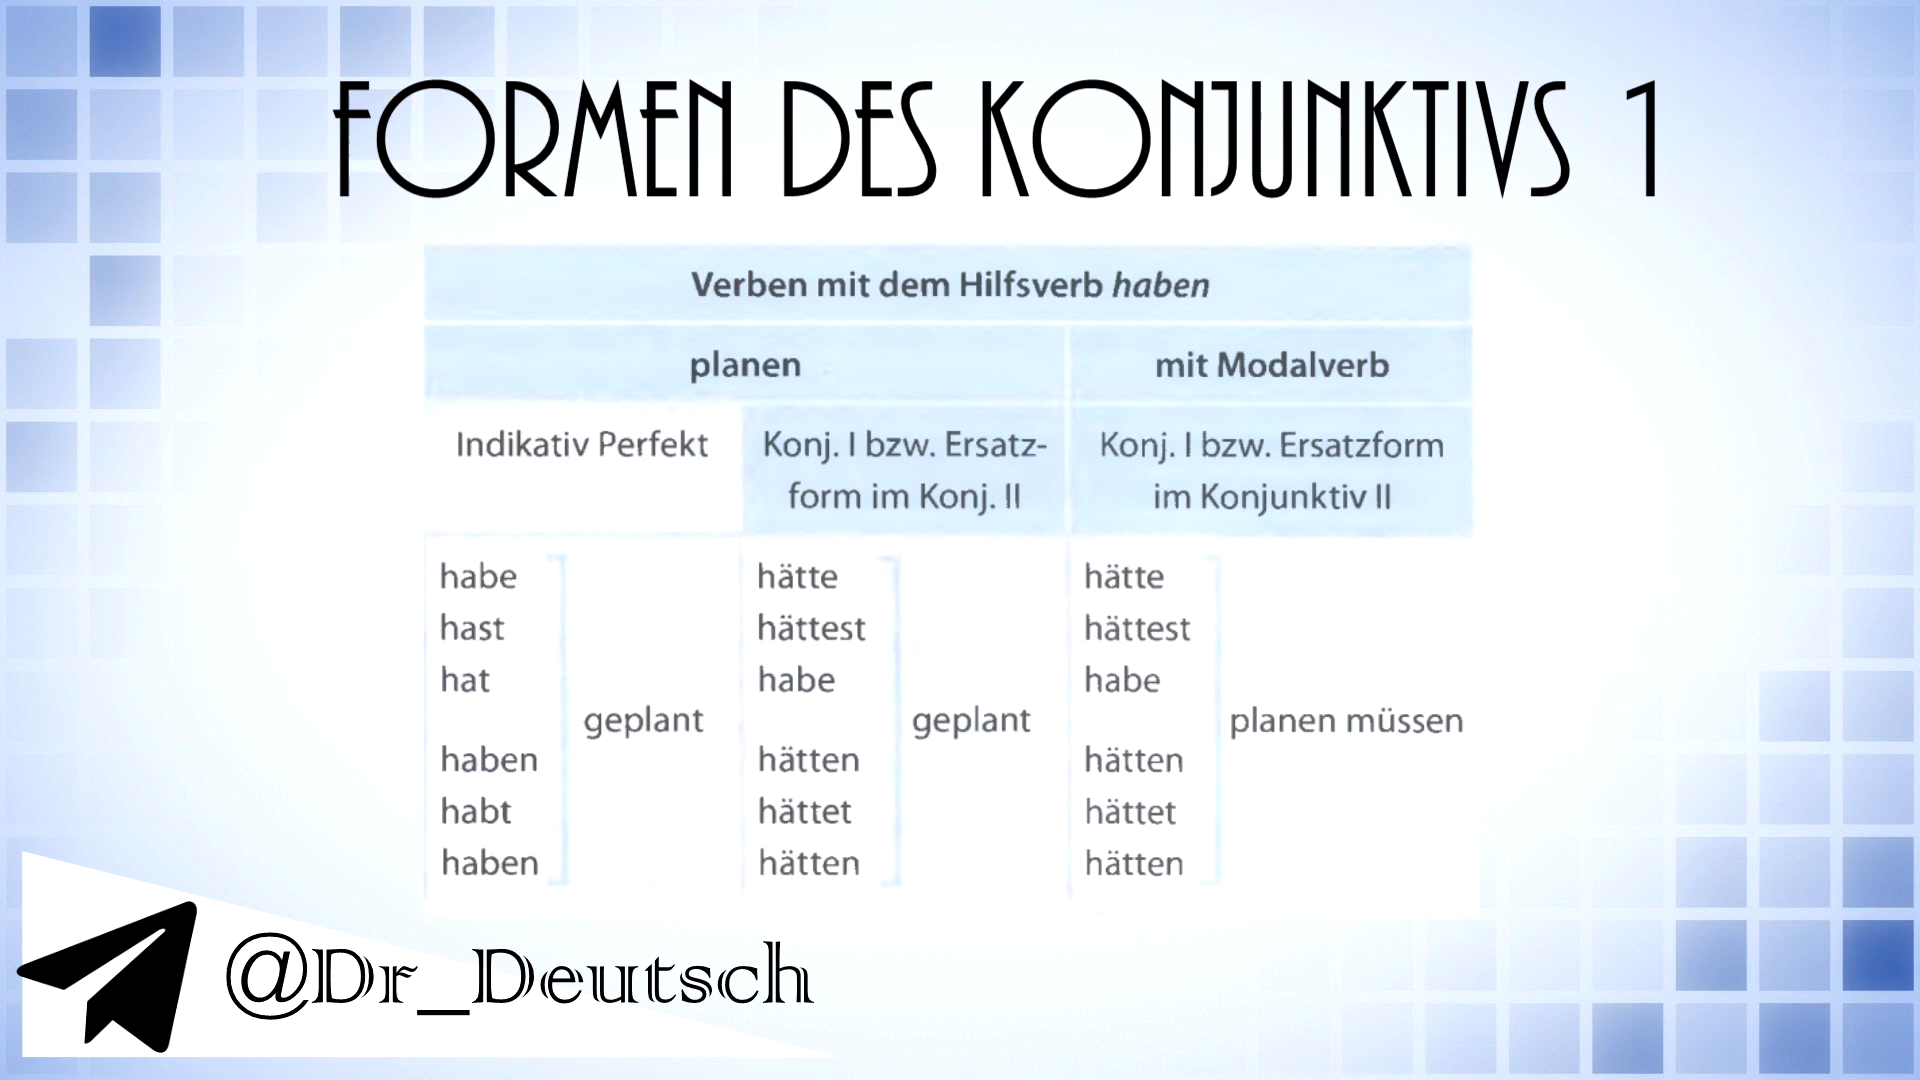 FORMEN DES KONJUNKTIVS 1
Verben mit dem Hilfsverb haben
planen mit Modalverb
Indikativ Perfekt Konj. I bzw. Ersatz- Konj. I bzw. Ersatzform
form im Konj. II im Konjunktiv II
habe hätte hätte
hast hättest hättest
hat habe habe
geplant geplant planen müssen
haben hätten hätten
habt hättet hättet
haben hätten hätten
@Dr_Deutsch